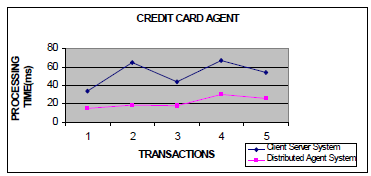 CREDIT CARD AGENT
PROCESSING
TIME(ms)
80
60
40
20
0
1 2 3 4 5
TRANSACTIONS
Client Server System
Distributed Agent System